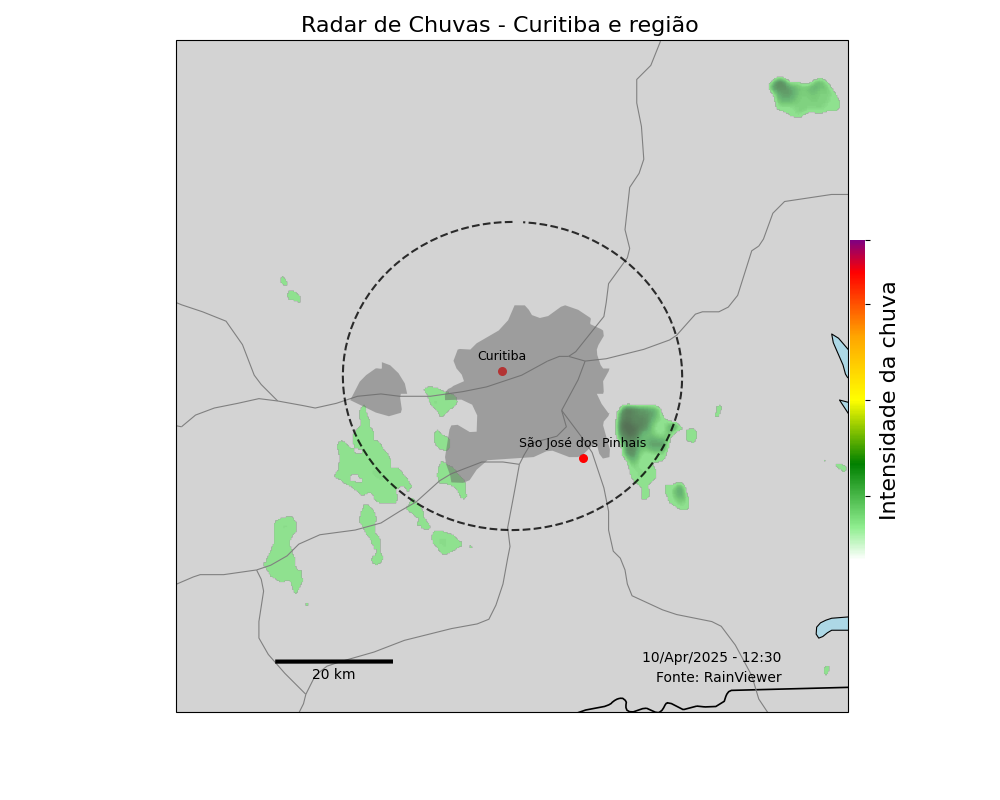 Radar de Chuvas - Curitiba e região
Curitiba
São José dos Pinhais
Intensidade da chuva
10/Apr/2025 - 12:30
20 km
Fonte: RainViewer